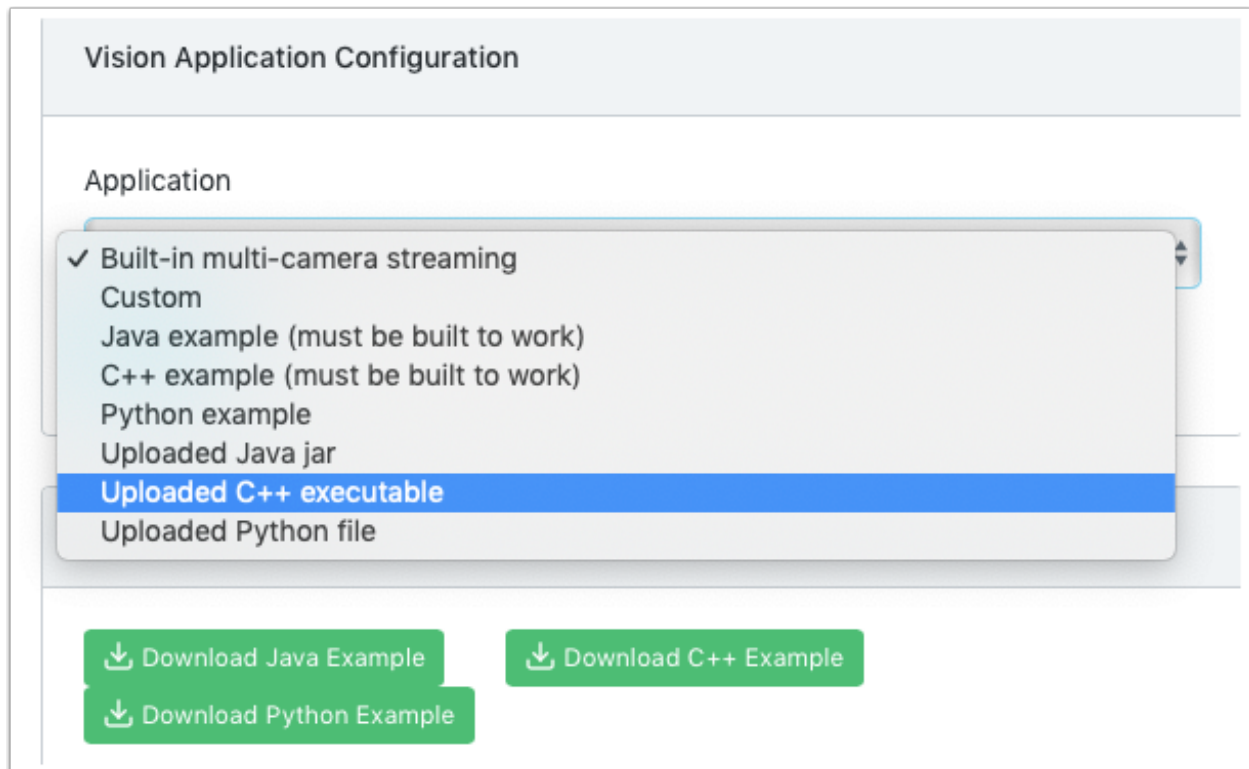 Vision Application Configuration
Application
✓ Built-in multi-camera streaming
Custom
Java example (must be built to work)
C++ example (must be built to work)
Python example
Uploaded Java jar
Uploaded C++ executable
Uploaded Python file
Download Java Example
Download C++ Example
Download Python Example